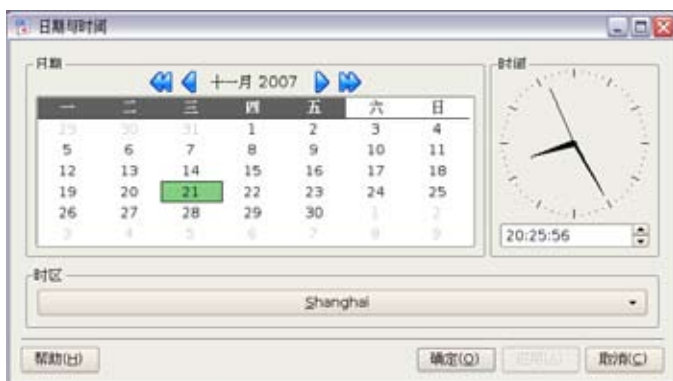 日期与时间
日期
十一月 2007
一 二 三 四 五 六 日
29 30 31 1 2 3 4
5 6 7 8 9 10 11
12 13 14 15 16 17 18
19 20 21 22 23 24 25
26 27 28 29 30 1 2
3 4 5 6 7 8 9
时间
20:25:56
时区
Shanghai
帮助(H)
确定(O)
应用(A)
取消(C)